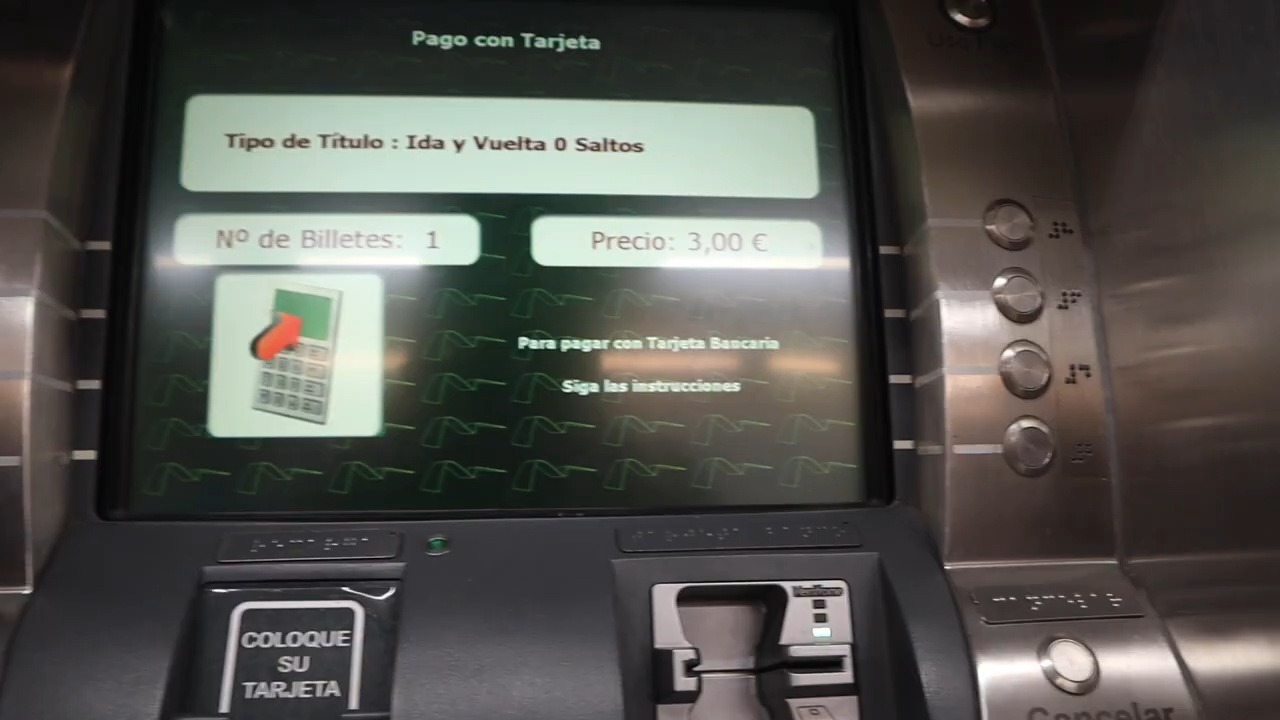 Pago con Tarjeta
Tipo de Título : Ida y Vuelta 0 Saltos
Nº de Billetes: 1
Precio: 3,00 €
Para pagar con Tarjeta Bancaria
Siga las instrucciones
COLOQUE
SU
TARJETA
Cancelar